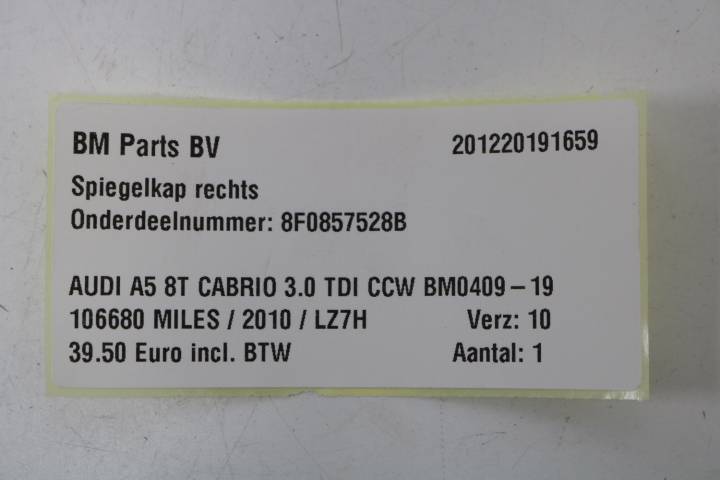 BM Parts BV 201220191659
Spiegelkap rechts
Onderdeelnummer: 8F0857528B
AUDI A5 8T CABRIO 3.0 TDI CCW BM0409 – 19
106680 MILES / 2010 / LZ7H Verz: 10
39.50 Euro incl. BTW Aantal: 1